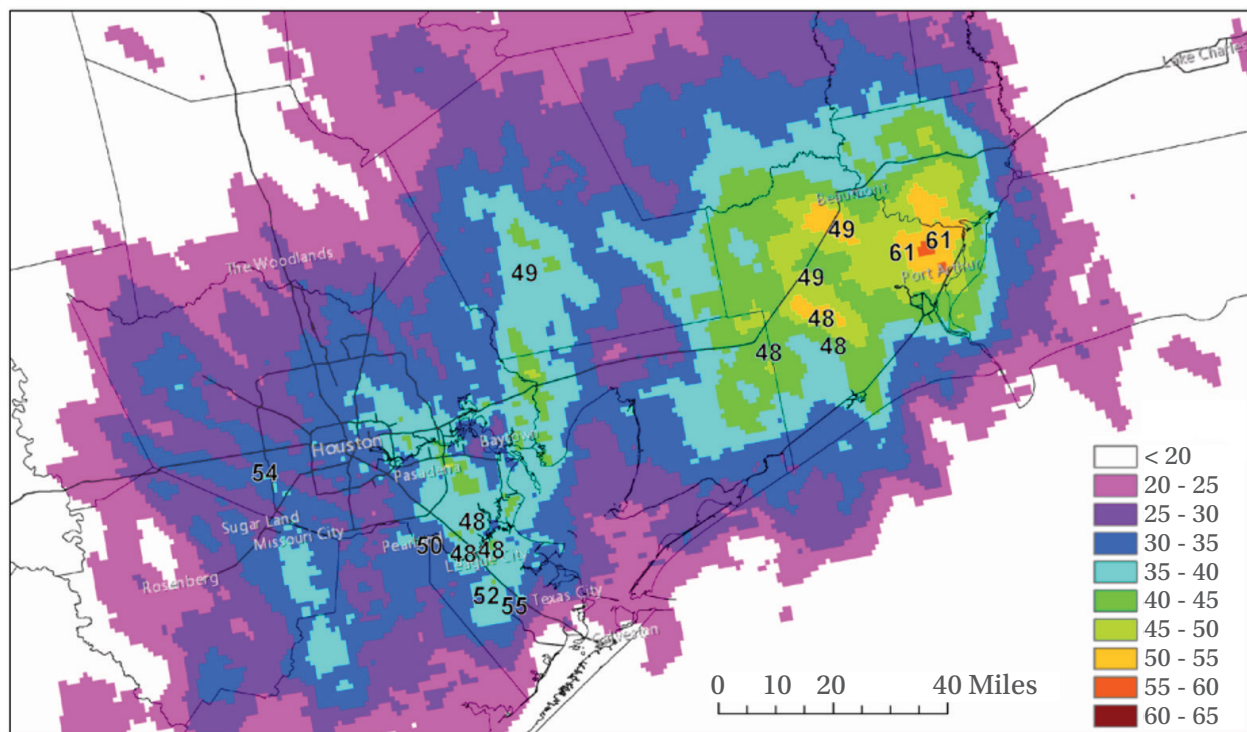 Lake Charles
Beaumont
49
61
61
49
Port Arthur
49
The Woodlands
48
48
48
Houston
Baytown
54
Pasadena
Sugar Land
Missouri City
48
50
48
48
League City
Rosenberg
52
55
Texas City
Galveston
0 10 20 40 Miles
< 20
20 - 25
25 - 30
30 - 35
35 - 40
40 - 45
45 - 50
50 - 55
55 - 60
60 - 65